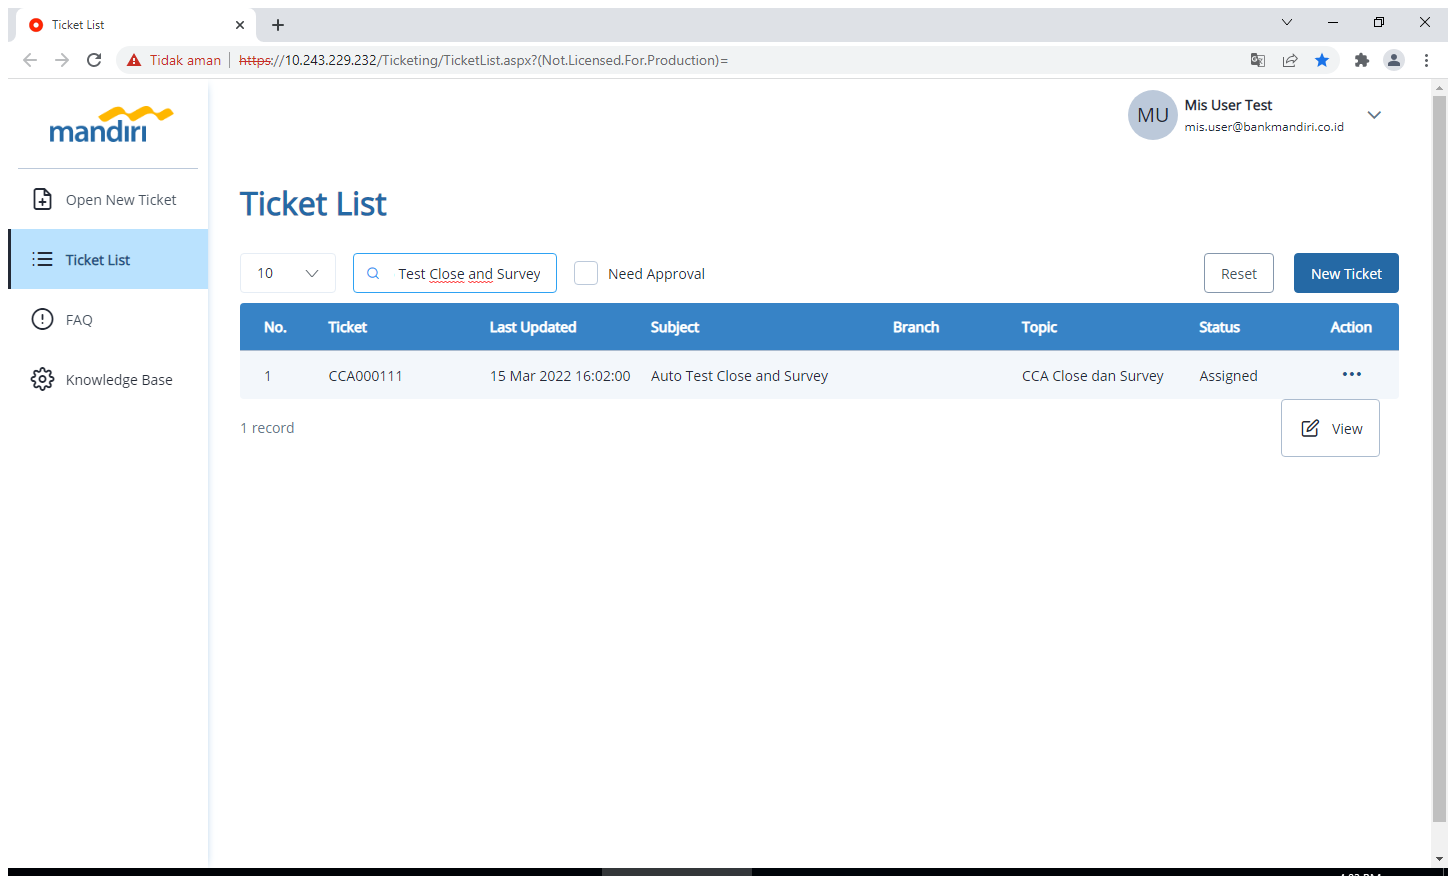 Ticket List
Tidak aman https://10.243.229.232/Ticketing/TicketList.aspx?(Not.Licensed.For.Production)=
mandiri
MU Mis User Test
mis.user@bankmandiri.co.id
Open New Ticket
Ticket List
FAQ
Knowledge Base
Ticket List
10 Test Close and Survey Need Approval Reset New Ticket
No. Ticket Last Updated Subject Branch Topic Status Action
1 CCA000111 15 Mar 2022 16:02:00 Auto Test Close and Survey CCA Close dan Survey Assigned
1 record
View